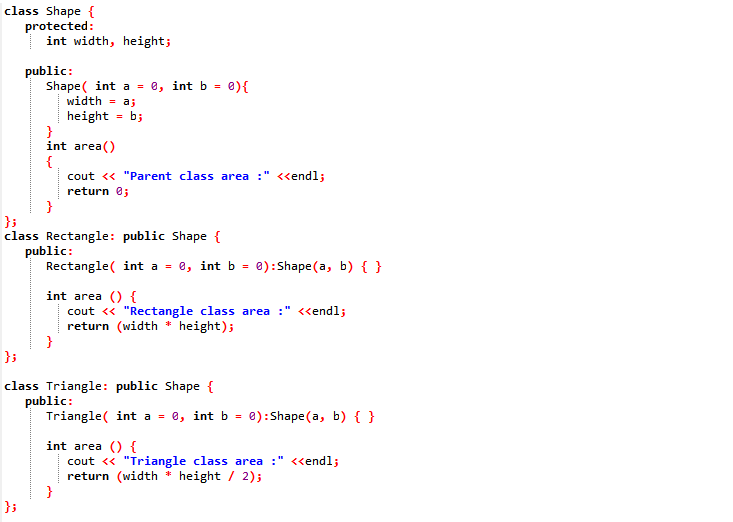 class Shape {
   protected:
      int width, height;

   public:
      Shape( int a = 0, int b = 0){
         width = a;
         height = b;
      }
      int area()
      {
         cout << "Parent class area :" <<endl;
         return 0;
      }
};
class Rectangle: public Shape {
   public:
      Rectangle( int a = 0, int b = 0):Shape(a, b) { }

      int area () {
         cout << "Rectangle class area :" <<endl;
         return (width * height);
      }
};

class Triangle: public Shape {
   public:
      Triangle( int a = 0, int b = 0):Shape(a, b) { }

      int area () {
         cout << "Triangle class area :" <<endl;
         return (width * height / 2);
      }
};